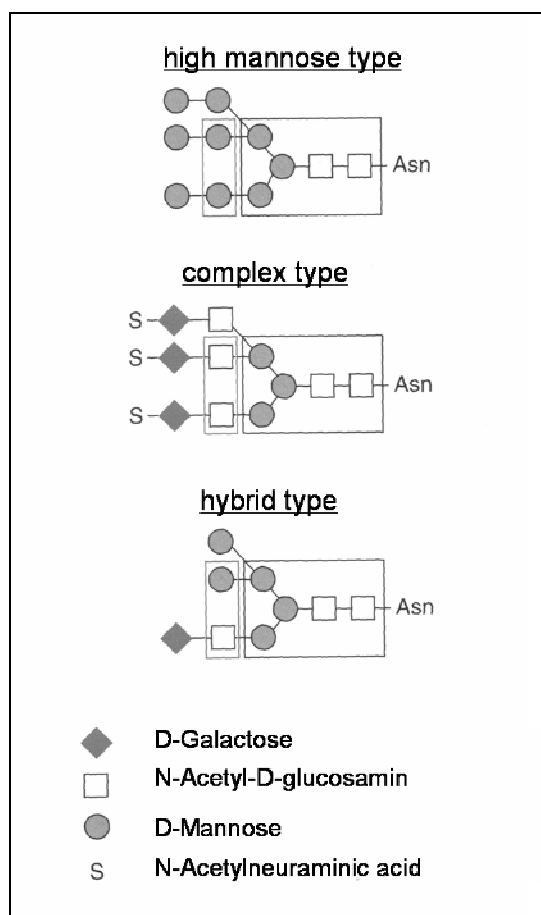 high mannose type
Asn
complex type
S
S
Asn
S
hybrid type
Asn
D-Galactose
N-Acetyl-D-glucosamin
D-Mannose
S N-Acetylneuraminic acid